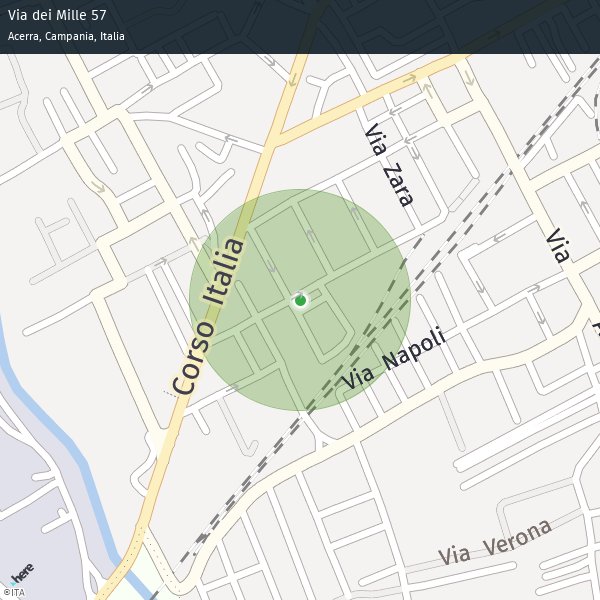 Via dei Mille 57
Acerra, Campania, Italia
Via Zara
Via
Corso Italia
Via Napoli
Via Verona
here
©ITA